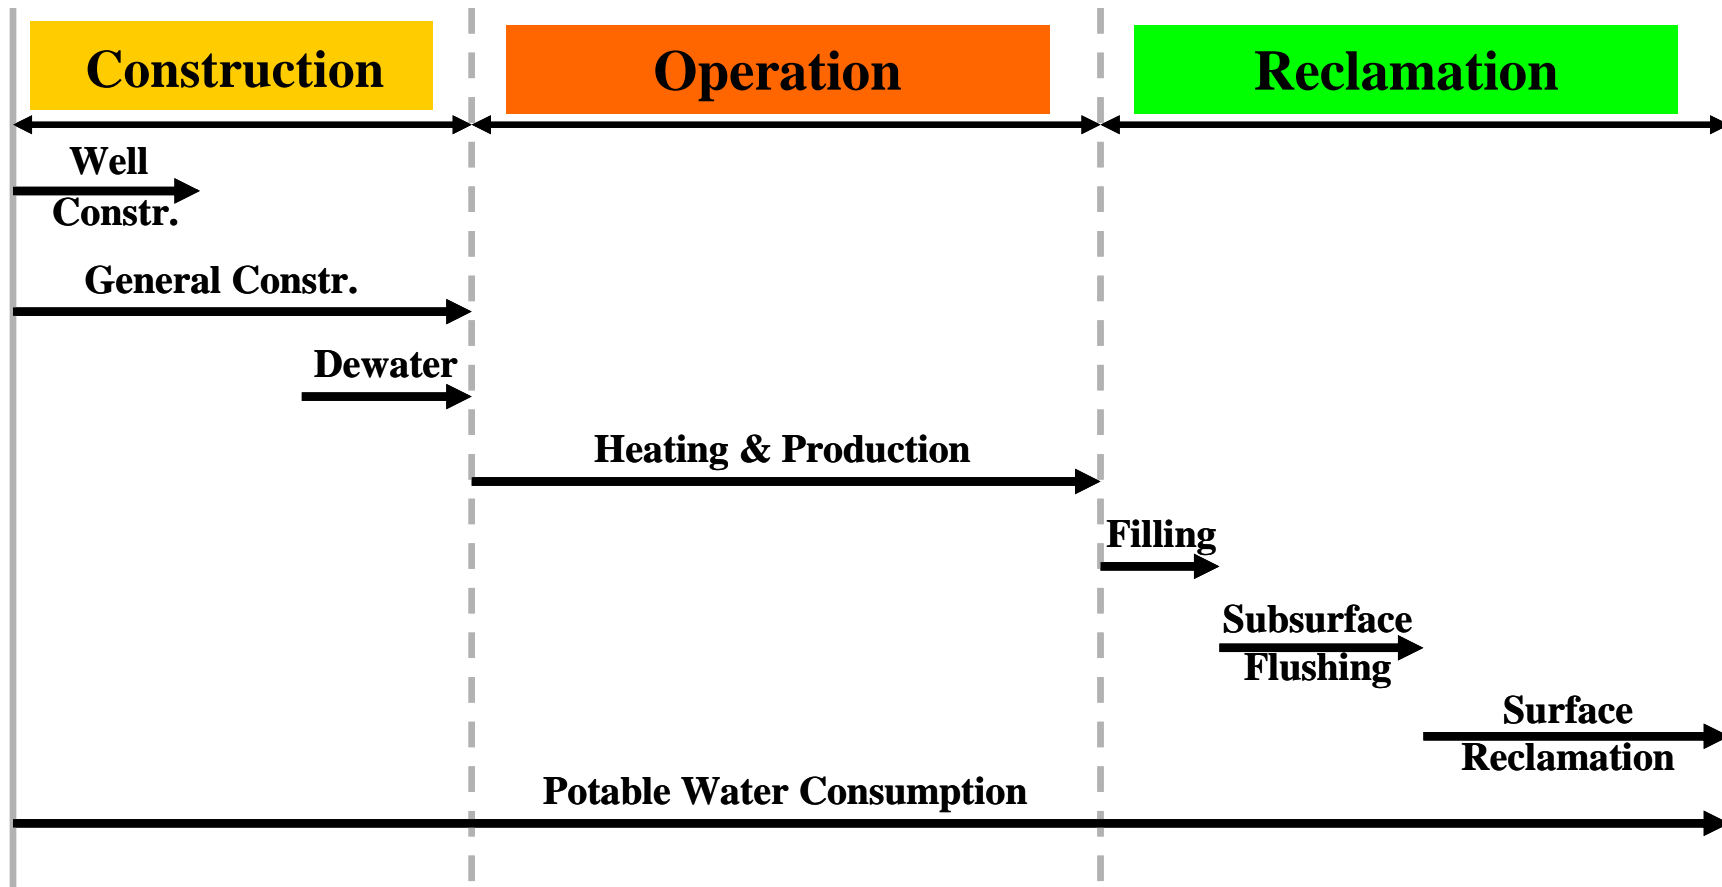 Construction
Operation
Reclamation
Well
Constr.
General Constr.
Dewater
Heating & Production
Filling
Subsurface
Flushing
Surface
Reclamation
Potable Water Consumption